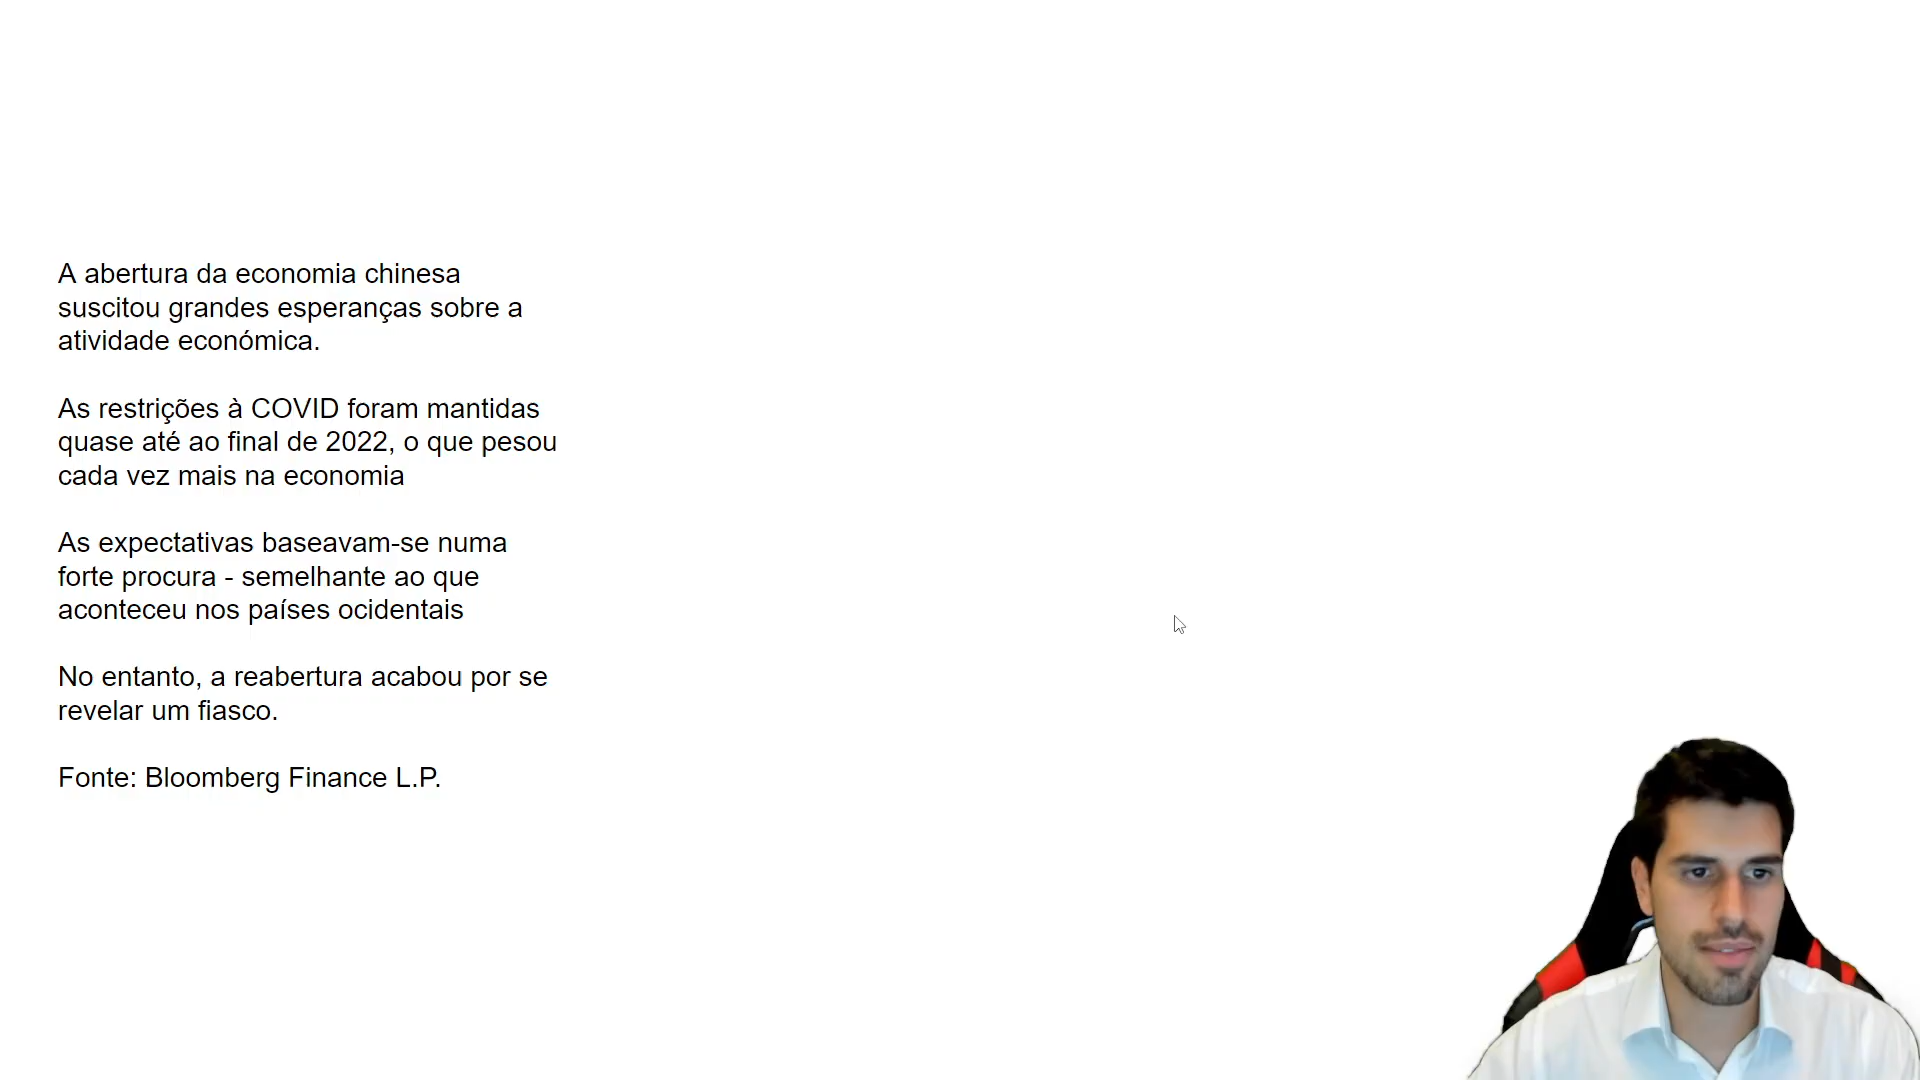 A abertura da economia chinesa
suscitou grandes esperanças sobre a
atividade económica.
As restrições à COVID foram mantidas
quase até ao final de 2022, o que pesou
cada vez mais na economia
As expectativas baseavam-se numa
forte procura - semelhante ao que
aconteceu nos países ocidentais
No entanto, a reabertura acabou por se
revelar um fiasco.
Fonte: Bloomberg Finance L.P.